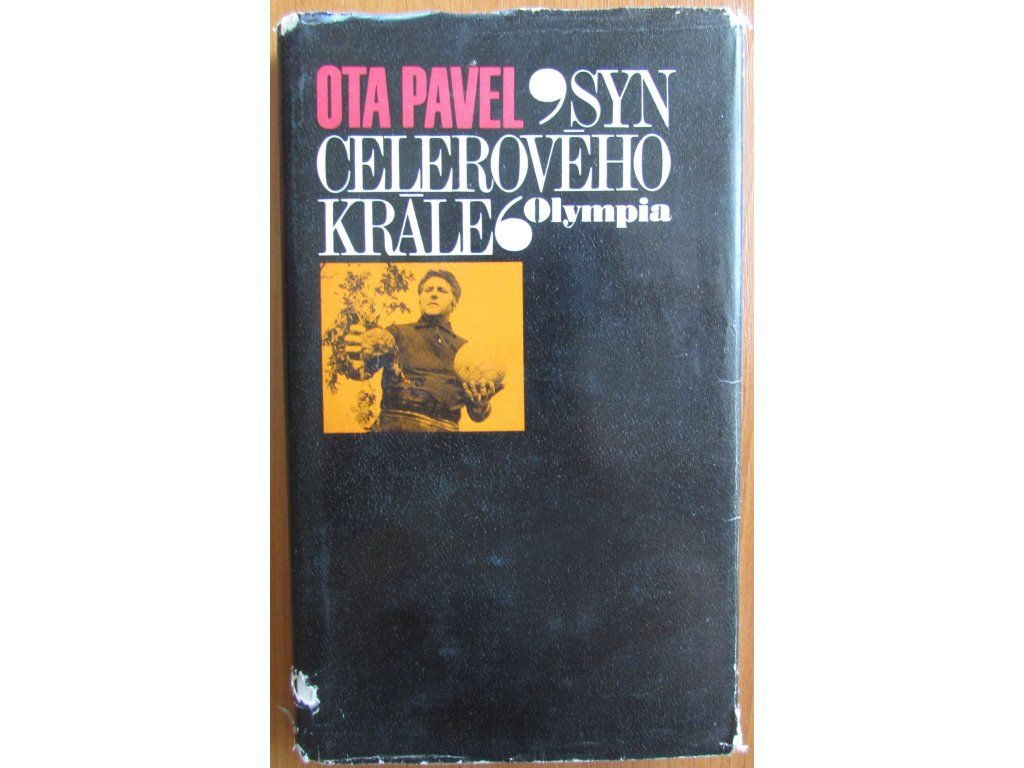 OTA PAVEL ,SYN
CELEROVÉHO
KRÁLE‘ Olympia